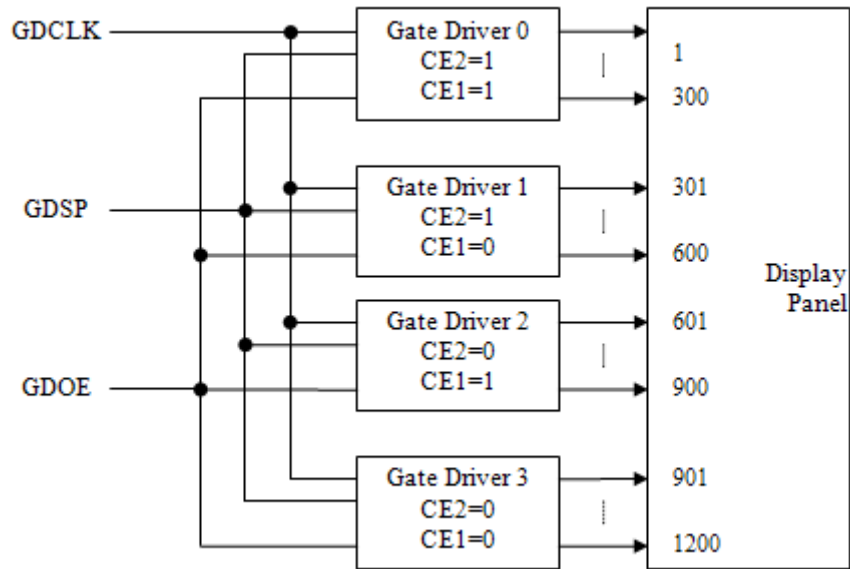 GDCLK
Gate Driver 0
CE2=1
CE1=1
1
300
GDSP
Gate Driver 1
CE2=1
CE1=0
301
600
Display
Panel
GDOE
Gate Driver 2
CE2=0
CE1=1
601
900
Gate Driver 3
CE2=0
CE1=0
901
1200